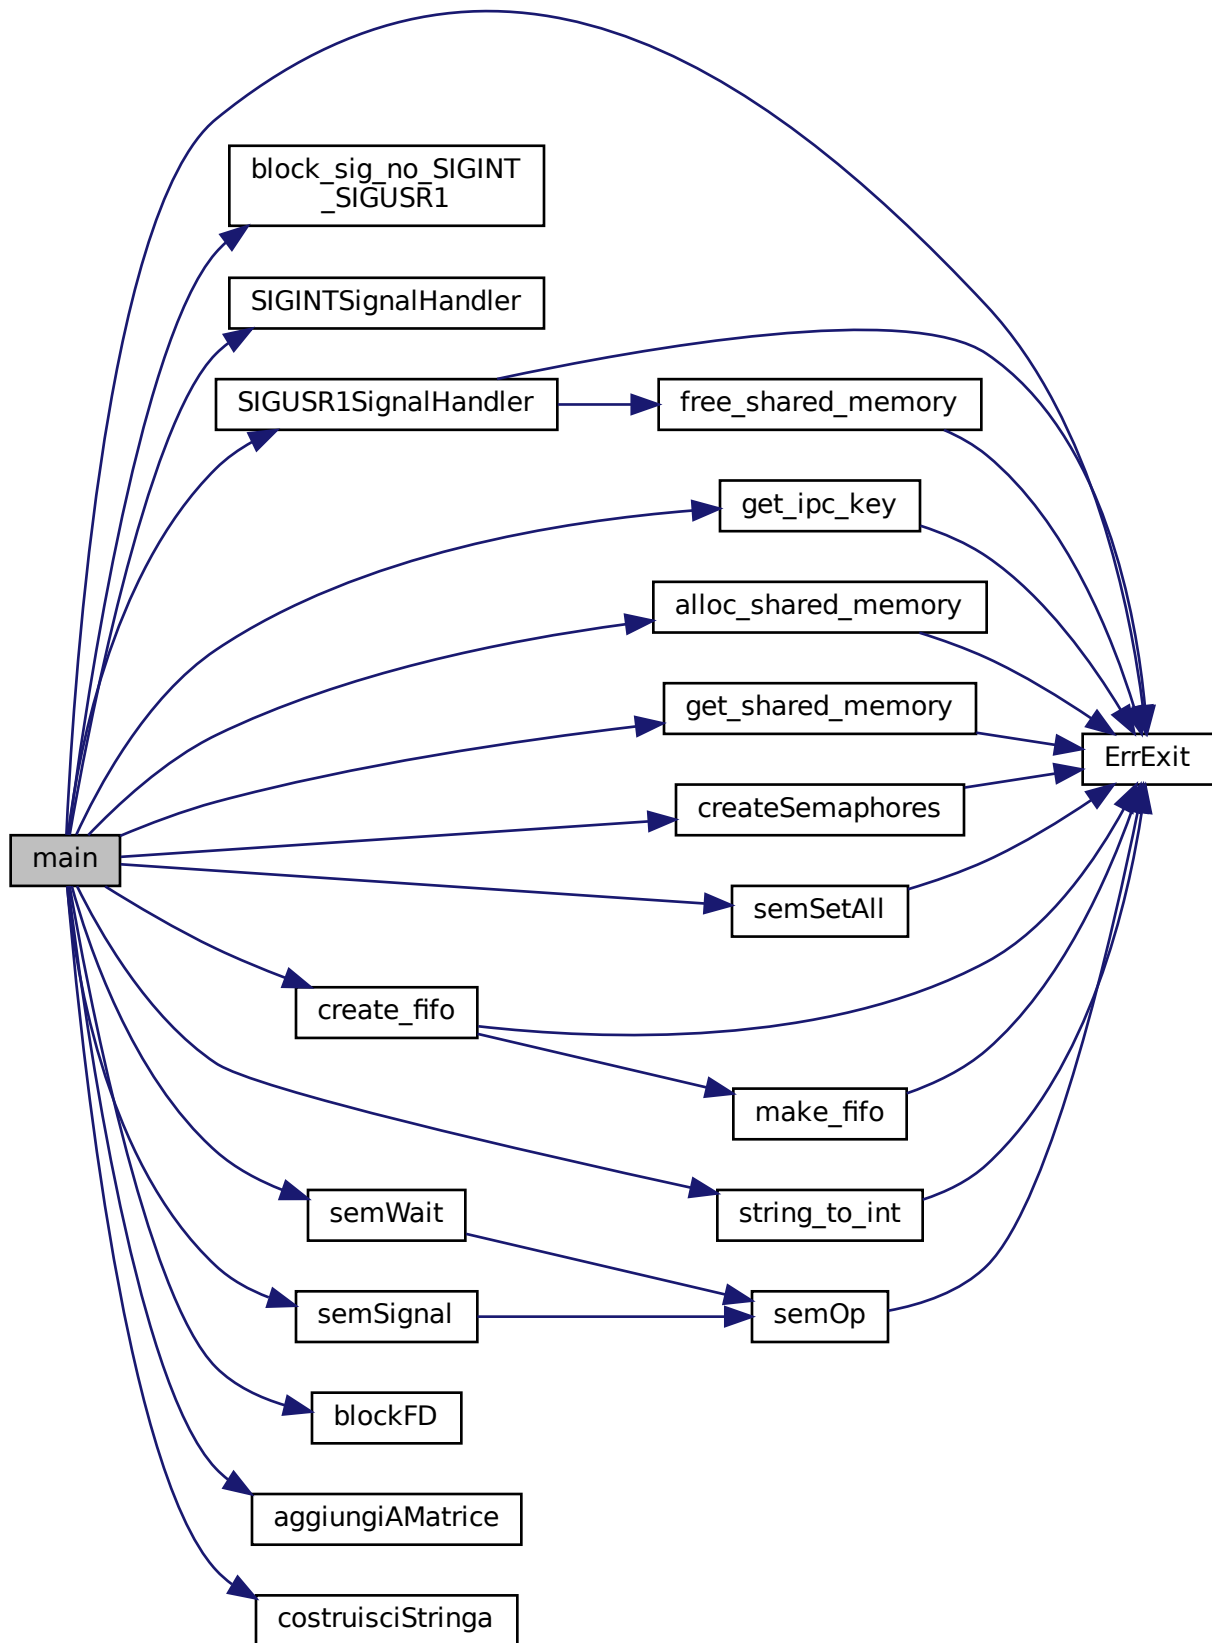 block_sig_no_SIGINT
_SIGUSR1
SIGINTSignalHandler
SIGUSR1SignalHandler
free_shared_memory
get_ipc_key
alloc_shared_memory
get_shared_memory
ErrExit
createSemaphores
main
semSetAll
create_fifo
make_fifo
semWait
string_to_int
semSignal
semOp
blockFD
aggiungiAMatrice
costruisciStringa